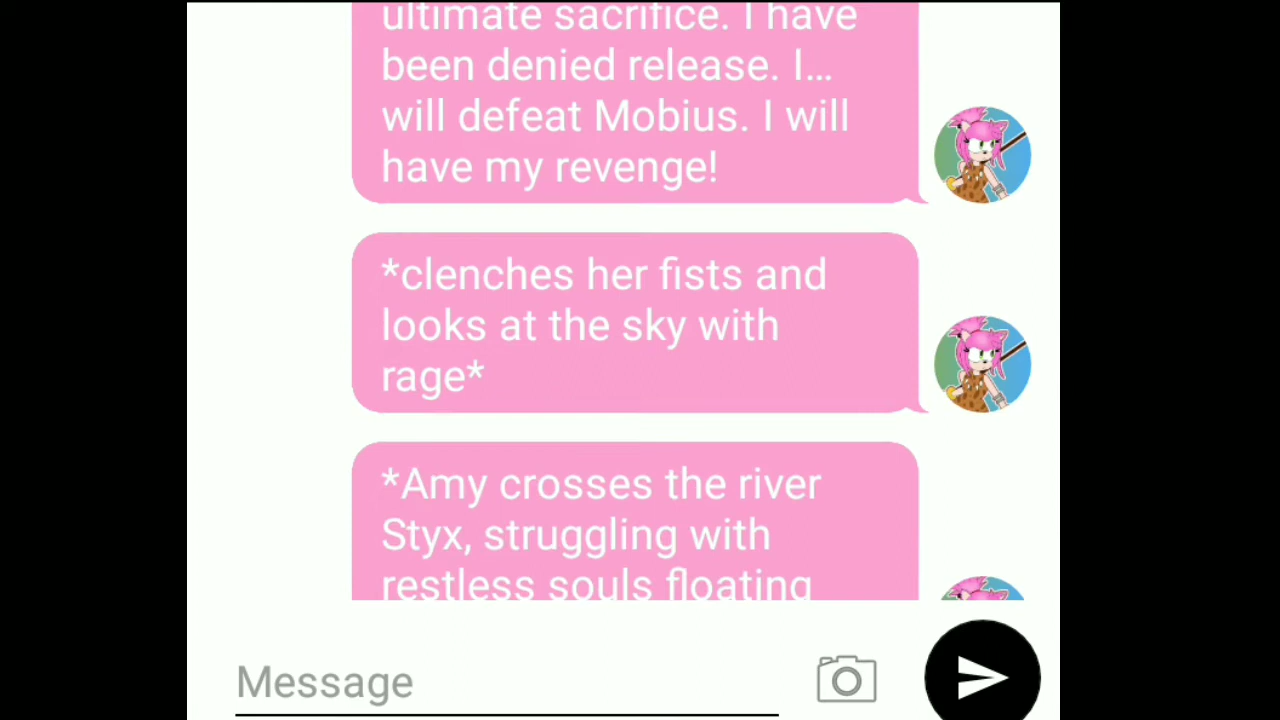 ultimate sacrifice. I have
been denied release. I...
will defeat Mobius. I will
have my revenge!
*clenches her fists and
looks at the sky with
rage*
*Amy crosses the river
Styx, struggling with
restless souls floating
Message